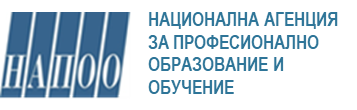 НАПОО
НАЦИОНАЛНА АГЕНЦИЯ
ЗА ПРОФЕСИОНАЛНО
ОБРАЗОВАНИЕ И
ОБУЧЕНИЕ